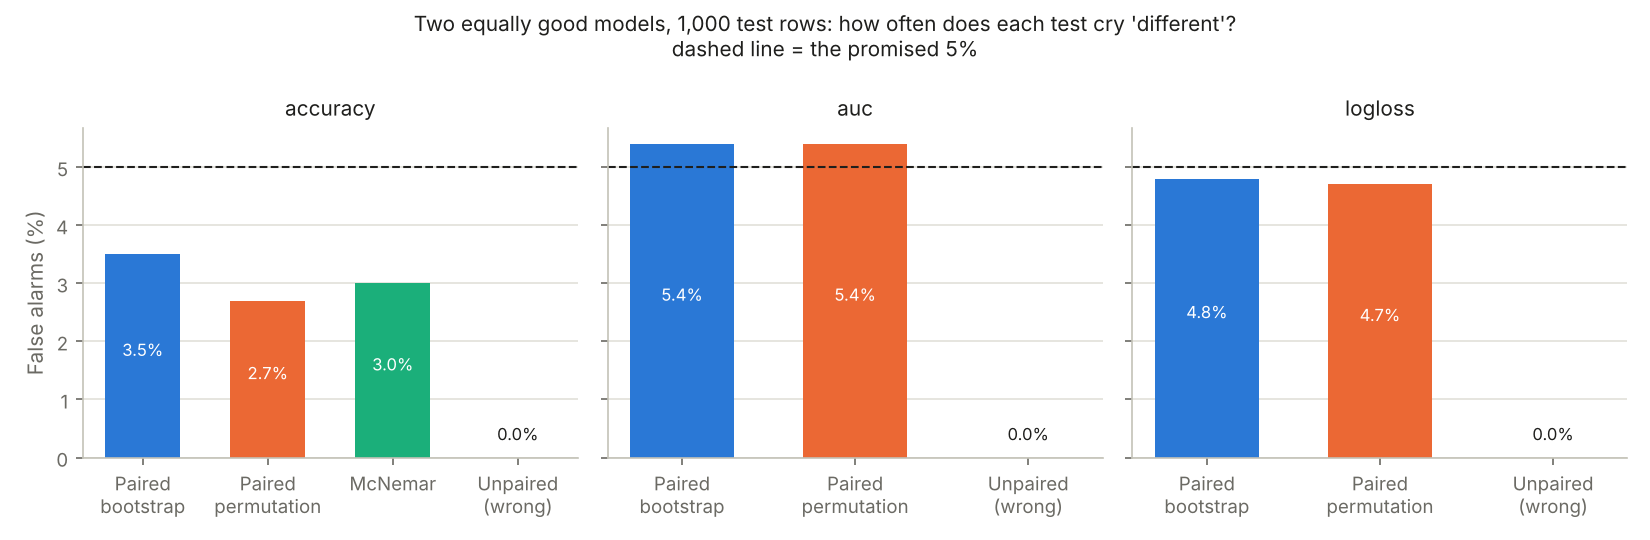 Two equally good models, 1,000 test rows: how often does each test cry 'different'?
dashed line = the promised 5%
accuracy
auc
logloss
False alarms (%)
5
4
3
2
1
0
3.5%
2.7%
3.0%
0.0%
5.4%
5.4%
0.0%
4.8%
4.7%
0.0%
Paired
bootstrap
Paired
permutation
McNemar
Unpaired
(wrong)
Paired
bootstrap
Paired
permutation
Unpaired
(wrong)
Paired
bootstrap
Paired
permutation
Unpaired
(wrong)